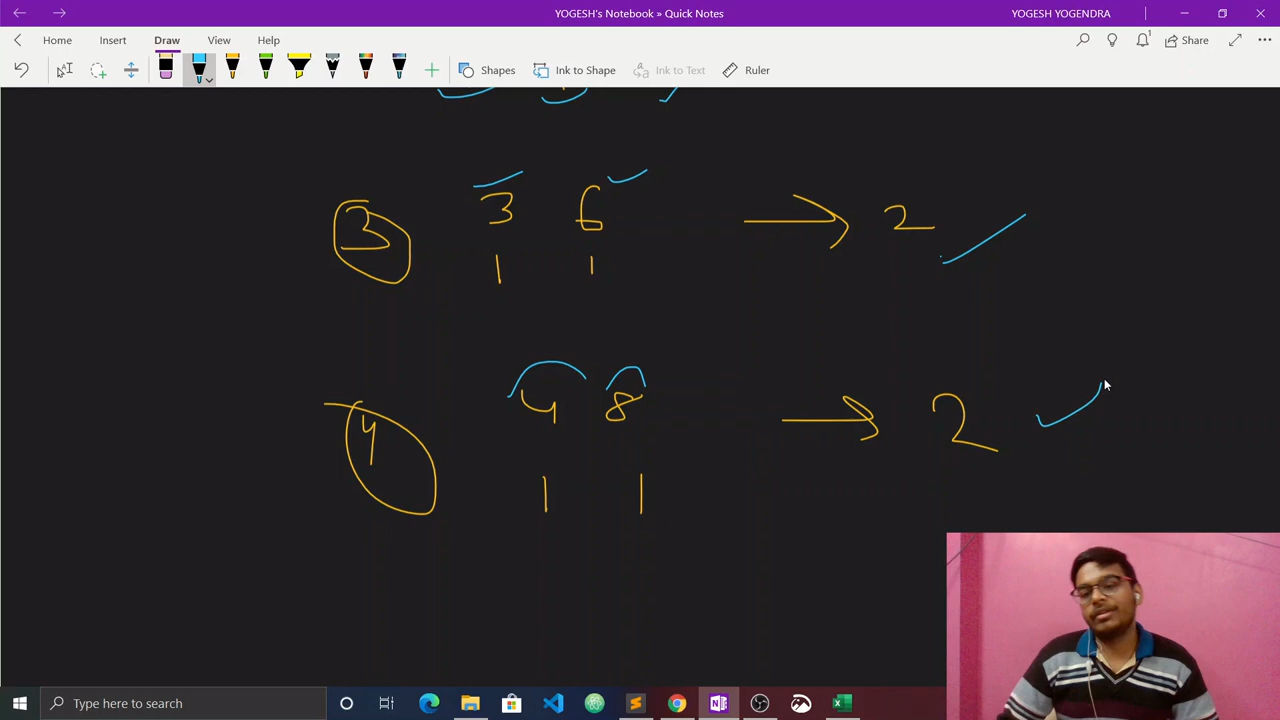 YOGESH's Notebook » Quick Notes
YOGESH YOGENDRA
Home Insert Draw View Help
Share
Shapes Ink to Shape Ink to Text Ruler
3 3 6 → 2
1 1
4 4 8 → 2
1 1
Type here to search